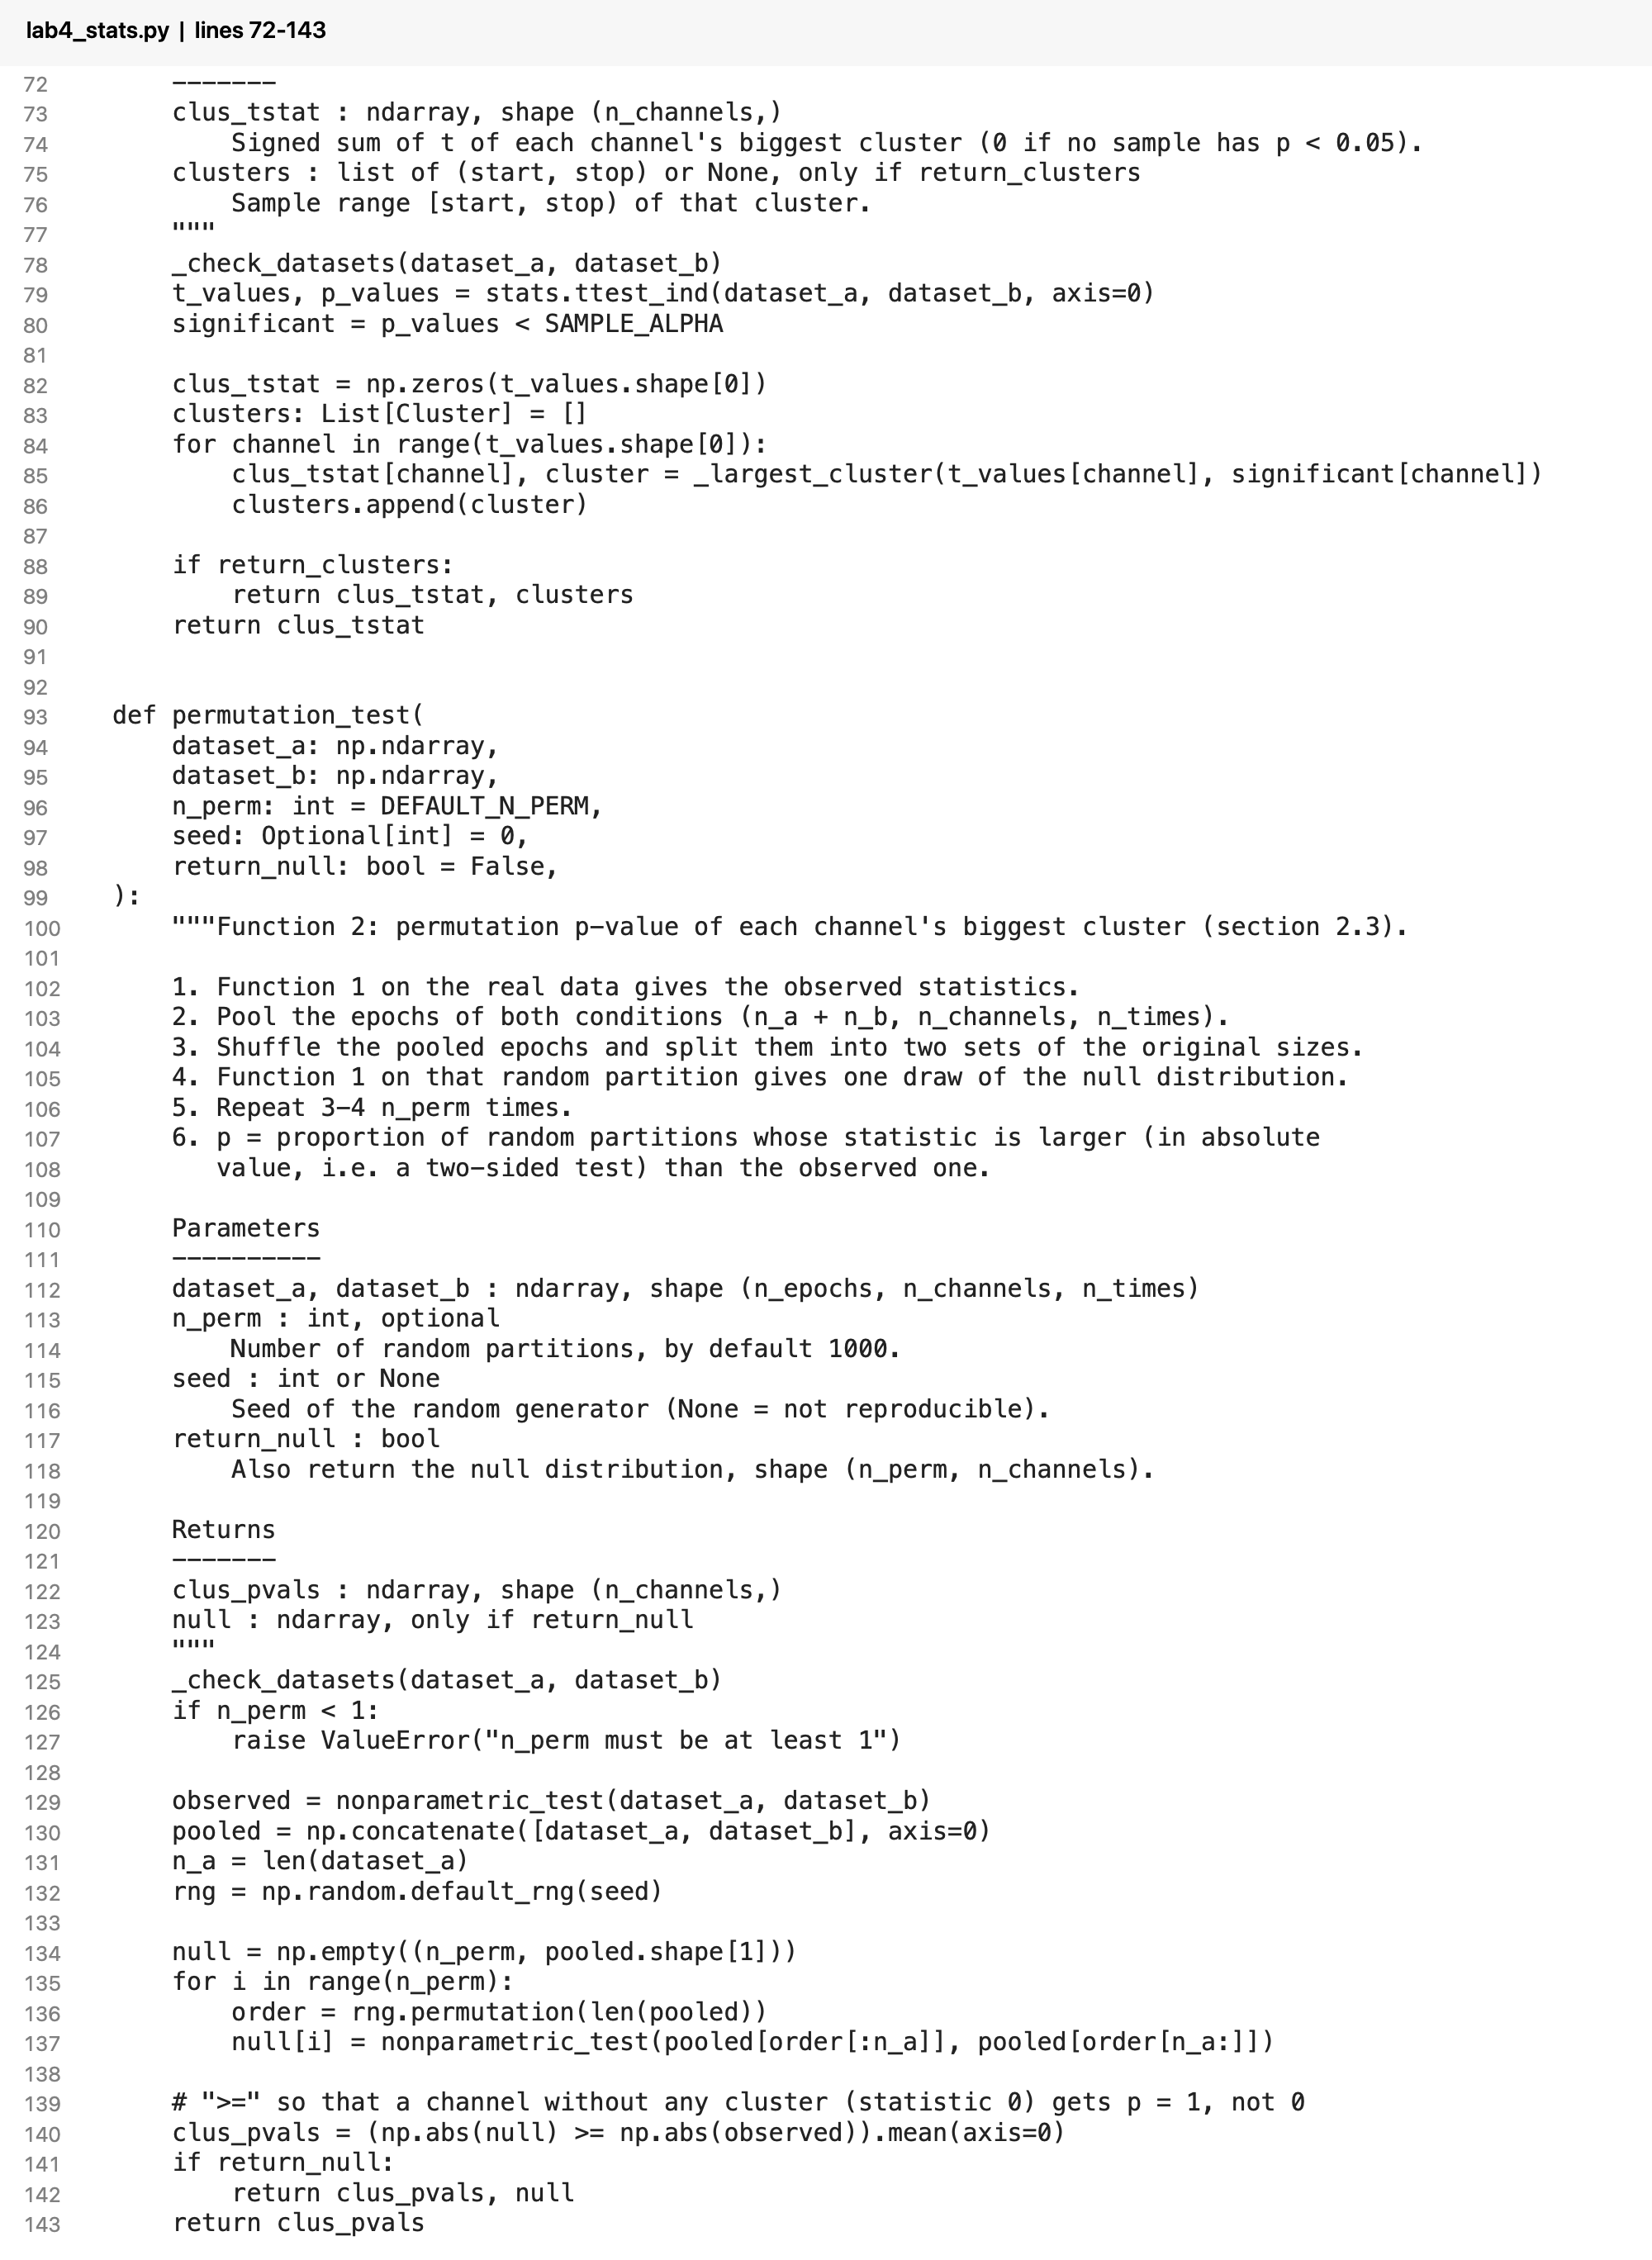 lab4_stats.py | lines 72-143
72        -------
73        clus_tstat : ndarray, shape (n_channels,)
74            Signed sum of t of each channel's biggest cluster (0 if no sample has p < 0.05).
75        clusters : list of (start, stop) or None, only if return_clusters
76            Sample range [start, stop) of that cluster.
77        """
78        _check_datasets(dataset_a, dataset_b)
79        t_values, p_values = stats.ttest_ind(dataset_a, dataset_b, axis=0)
80        significant = p_values < SAMPLE_ALPHA
81
82        clus_tstat = np.zeros(t_values.shape[0])
83        clusters: List[Cluster] = []
84        for channel in range(t_values.shape[0]):
85            clus_tstat[channel], cluster = _largest_cluster(t_values[channel], significant[channel])
86            clusters.append(cluster)
87
88        if return_clusters:
89            return clus_tstat, clusters
90        return clus_tstat
91
92
93    def permutation_test(
94        dataset_a: np.ndarray,
95        dataset_b: np.ndarray,
96        n_perm: int = DEFAULT_N_PERM,
97        seed: Optional[int] = 0,
98        return_null: bool = False,
99    ):
100        """Function 2: permutation p-value of each channel's biggest cluster (section 2.3).
101
102        1. Function 1 on the real data gives the observed statistics.
103        2. Pool the epochs of both conditions (n_a + n_b, n_channels, n_times).
104        3. Shuffle the pooled epochs and split them into two sets of the original sizes.
105        4. Function 1 on that random partition gives one draw of the null distribution.
106        5. Repeat 3-4 n_perm times.
107        6. p = proportion of random partitions whose statistic is larger (in absolute
108           value, i.e. a two-sided test) than the observed one.
109
110        Parameters
111        ----------
112        dataset_a, dataset_b : ndarray, shape (n_epochs, n_channels, n_times)
113        n_perm : int, optional
114            Number of random partitions, by default 1000.
115        seed : int or None
116            Seed of the random generator (None = not reproducible).
117        return_null : bool
118            Also return the null distribution, shape (n_perm, n_channels).
119
120        Returns
121        -------
122        clus_pvals : ndarray, shape (n_channels,)
123        null : ndarray, only if return_null
124        """
125        _check_datasets(dataset_a, dataset_b)
126        if n_perm < 1:
127            raise ValueError("n_perm must be at least 1")
128
129        observed = nonparametric_test(dataset_a, dataset_b)
130        pooled = np.concatenate([dataset_a, dataset_b], axis=0)
131        n_a = len(dataset_a)
132        rng = np.random.default_rng(seed)
133
134        null = np.empty((n_perm, pooled.shape[1]))
135        for i in range(n_perm):
136            order = rng.permutation(len(pooled))
137            null[i] = nonparametric_test(pooled[order[:n_a]], pooled[order[n_a:]])
138
139        # ">=" so that a channel without any cluster (statistic 0) gets p = 1, not 0
140        clus_pvals = (np.abs(null) >= np.abs(observed)).mean(axis=0)
141        if return_null:
142            return clus_pvals, null
143        return clus_pvals